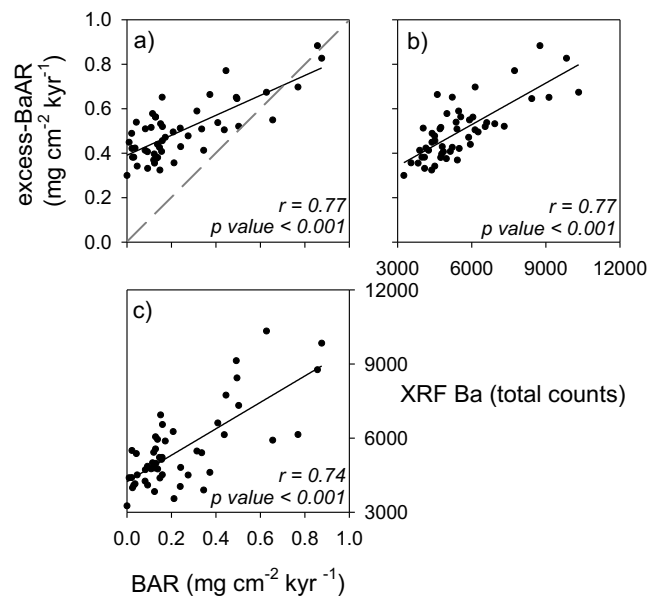 1.0
a)
b)
0.8
0.6
0.4
0.2
0.0
excess-BaAR
(mg cm-2 kyr-1)
r = 0.77
p value < 0.001
r = 0.77
p value < 0.001
3000 6000 9000 12000
c)
12000
9000
6000
3000
XRF Ba (total counts)
r = 0.74
p value < 0.001
0.0 0.2 0.4 0.6 0.8 1.0
BAR (mg cm-2 kyr -1)